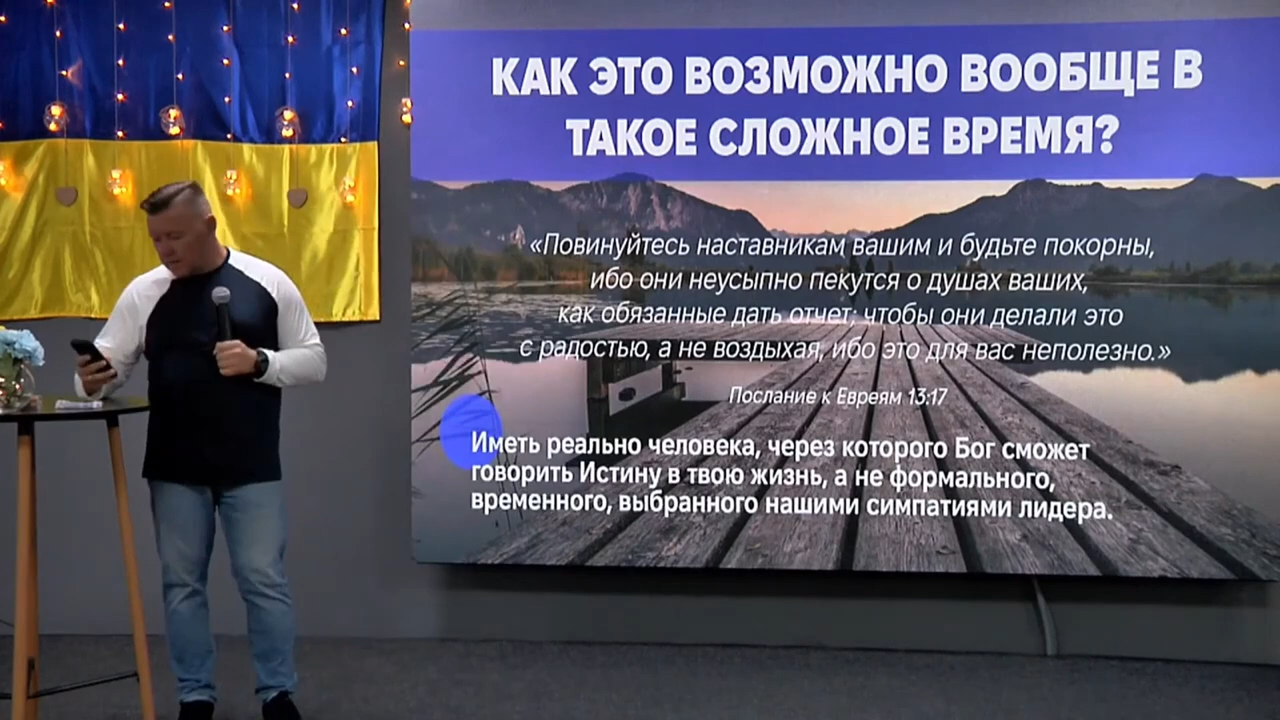 КАК ЭТО ВОЗМОЖНО ВООБЩЕ В
ТАКОЕ СЛОЖНОЕ ВРЕМЯ?
«Повинуйтесь наставникам вашим и будьте покорны,
ибо они неусыпно пекутся о душах ваших,
как обязанные дать отчет; чтобы они делали это
с радостью, а не воздыхая, ибо это для вас неполезно.»
Послание к Евреям 13:17
Иметь реально человека, через которого Бог сможет
говорить Истину в твою жизнь, а не формального,
временного, выбранного нашими симпатиями лидера.